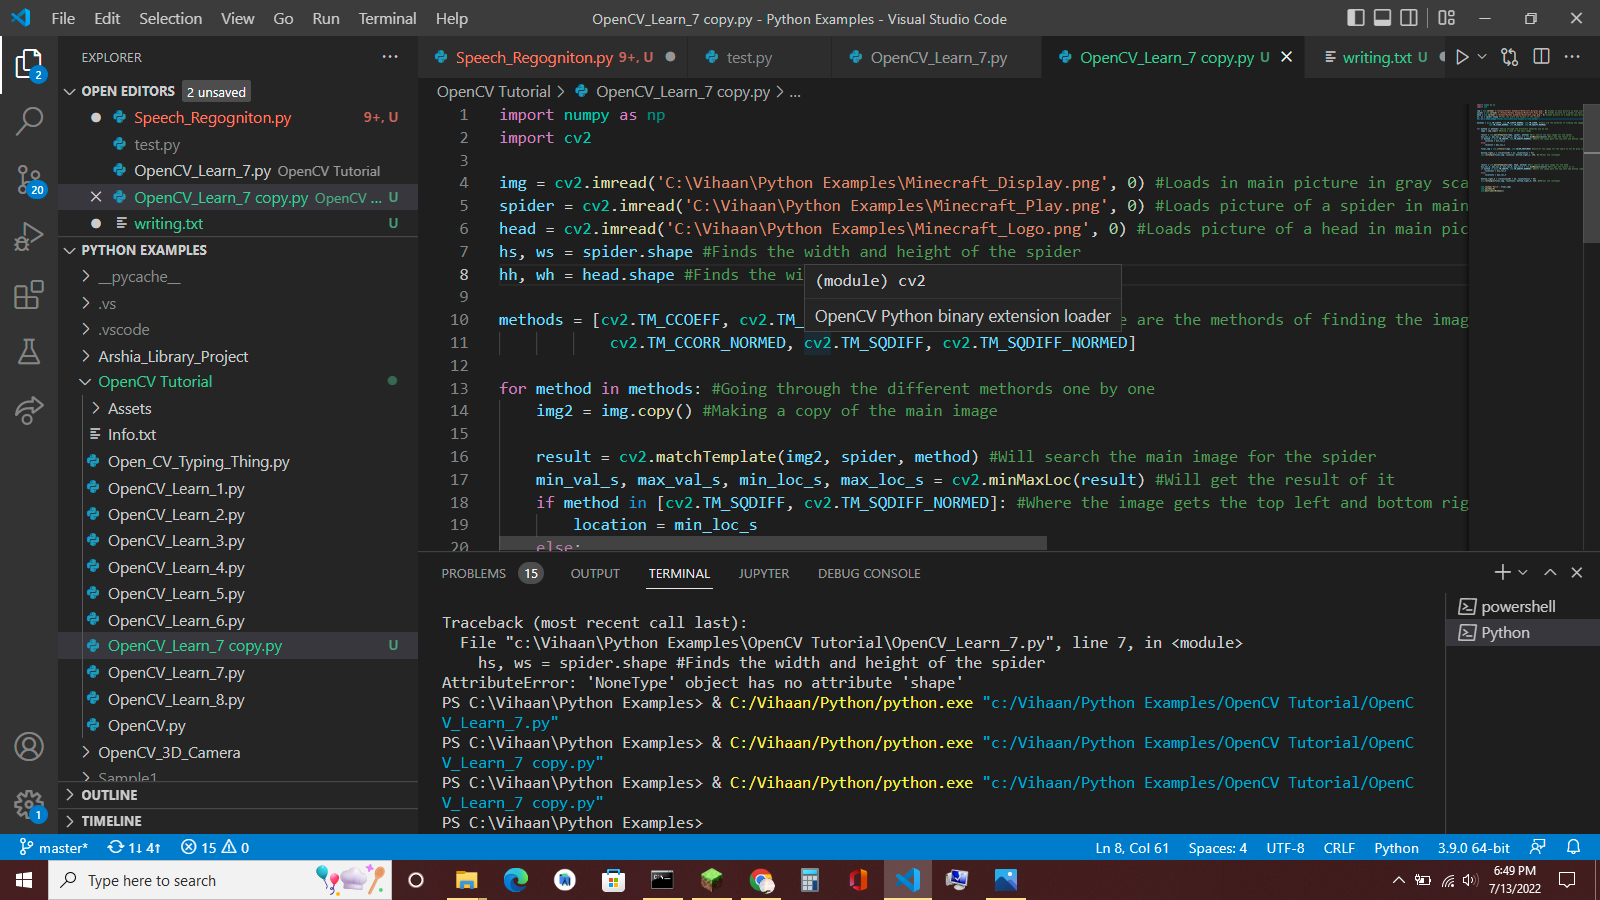 File Edit Selection View Go Run Terminal Help OpenCV_Learn_7 copy.py - Python Examples - Visual Studio Code
EXPLORER
Speech_Regogniton.py 9+, U test.py OpenCV_Learn_7.py OpenCV_Learn_7 copy.py U writing.txt U
OPEN EDITORS 2 unsaved
Speech_Regogniton.py 9+, U
test.py
OpenCV_Learn_7.py OpenCV Tutorial
OpenCV_Learn_7 copy.py OpenCV ... U
writing.txt U
PYTHON EXAMPLES
__pycache__
.vs
.vscode
Arshia_Library_Project
OpenCV Tutorial
Assets
Info.txt
Open_CV_Typing_Thing.py
OpenCV_Learn_1.py
OpenCV_Learn_2.py
OpenCV_Learn_3.py
OpenCV_Learn_4.py
OpenCV_Learn_5.py
OpenCV_Learn_6.py
OpenCV_Learn_7 copy.py U
OpenCV_Learn_7.py
OpenCV_Learn_8.py
OpenCV.py
OpenCV_3D_Camera
Sample1
OUTLINE
TIMELINE
2
20
1
OpenCV Tutorial > OpenCV_Learn_7 copy.py > ...
1 import numpy as np
2 import cv2
3
4 img = cv2.imread('C:\Vihaan\Python Examples\Minecraft_Display.png', 0) #Loads in main picture in gray sca
5 spider = cv2.imread('C:\Vihaan\Python Examples\Minecraft_Play.png', 0) #Loads picture of a spider in main
6 head = cv2.imread('C:\Vihaan\Python Examples\Minecraft_Logo.png', 0) #Loads picture of a head in main pic
7 hs, ws = spider.shape #Finds the width and height of the spider
8 hh, wh = head.shape #Finds the wi
(module) cv2
OpenCV Python binary extension loader
9
10 methods = [cv2.TM_CCOEFF, cv2.TM_ e are the methords of finding the imag
11 cv2.TM_CCORR_NORMED, cv2.TM_SQDIFF, cv2.TM_SQDIFF_NORMED]
12
13 for method in methods: #Going through the different methords one by one
14 img2 = img.copy() #Making a copy of the main image
15
16 result = cv2.matchTemplate(img2, spider, method) #Will search the main image for the spider
17 min_val_s, max_val_s, min_loc_s, max_loc_s = cv2.minMaxLoc(result) #Will get the result of it
18 if method in [cv2.TM_SQDIFF, cv2.TM_SQDIFF_NORMED]: #Where the image gets the top left and bottom rig
19 location = min_loc_s
20 else:
PROBLEMS 15 OUTPUT TERMINAL JUPYTER DEBUG CONSOLE
Traceback (most recent call last):
File "c:\Vihaan\Python Examples\OpenCV Tutorial\OpenCV_Learn_7.py", line 7, in <module>
hs, ws = spider.shape #Finds the width and height of the spider
AttributeError: 'NoneType' object has no attribute 'shape'
PS C:\Vihaan\Python Examples> & C:/Vihaan/Python/python.exe "c:/Vihaan/Python Examples/OpenCV Tutorial/OpenC
V_Learn_7.py"
PS C:\Vihaan\Python Examples> & C:/Vihaan/Python/python.exe "c:/Vihaan/Python Examples/OpenCV Tutorial/OpenC
V_Learn_7 copy.py"
PS C:\Vihaan\Python Examples> & C:/Vihaan/Python/python.exe "c:/Vihaan/Python Examples/OpenCV Tutorial/OpenC
V_Learn_7 copy.py"
PS C:\Vihaan\Python Examples>
powershell
Python
master* 1↓ 4↑ 15 0 Ln 8, Col 61 Spaces: 4 UTF-8 CRLF Python 3.9.0 64-bit
Type here to search
6:49 PM
7/13/2022